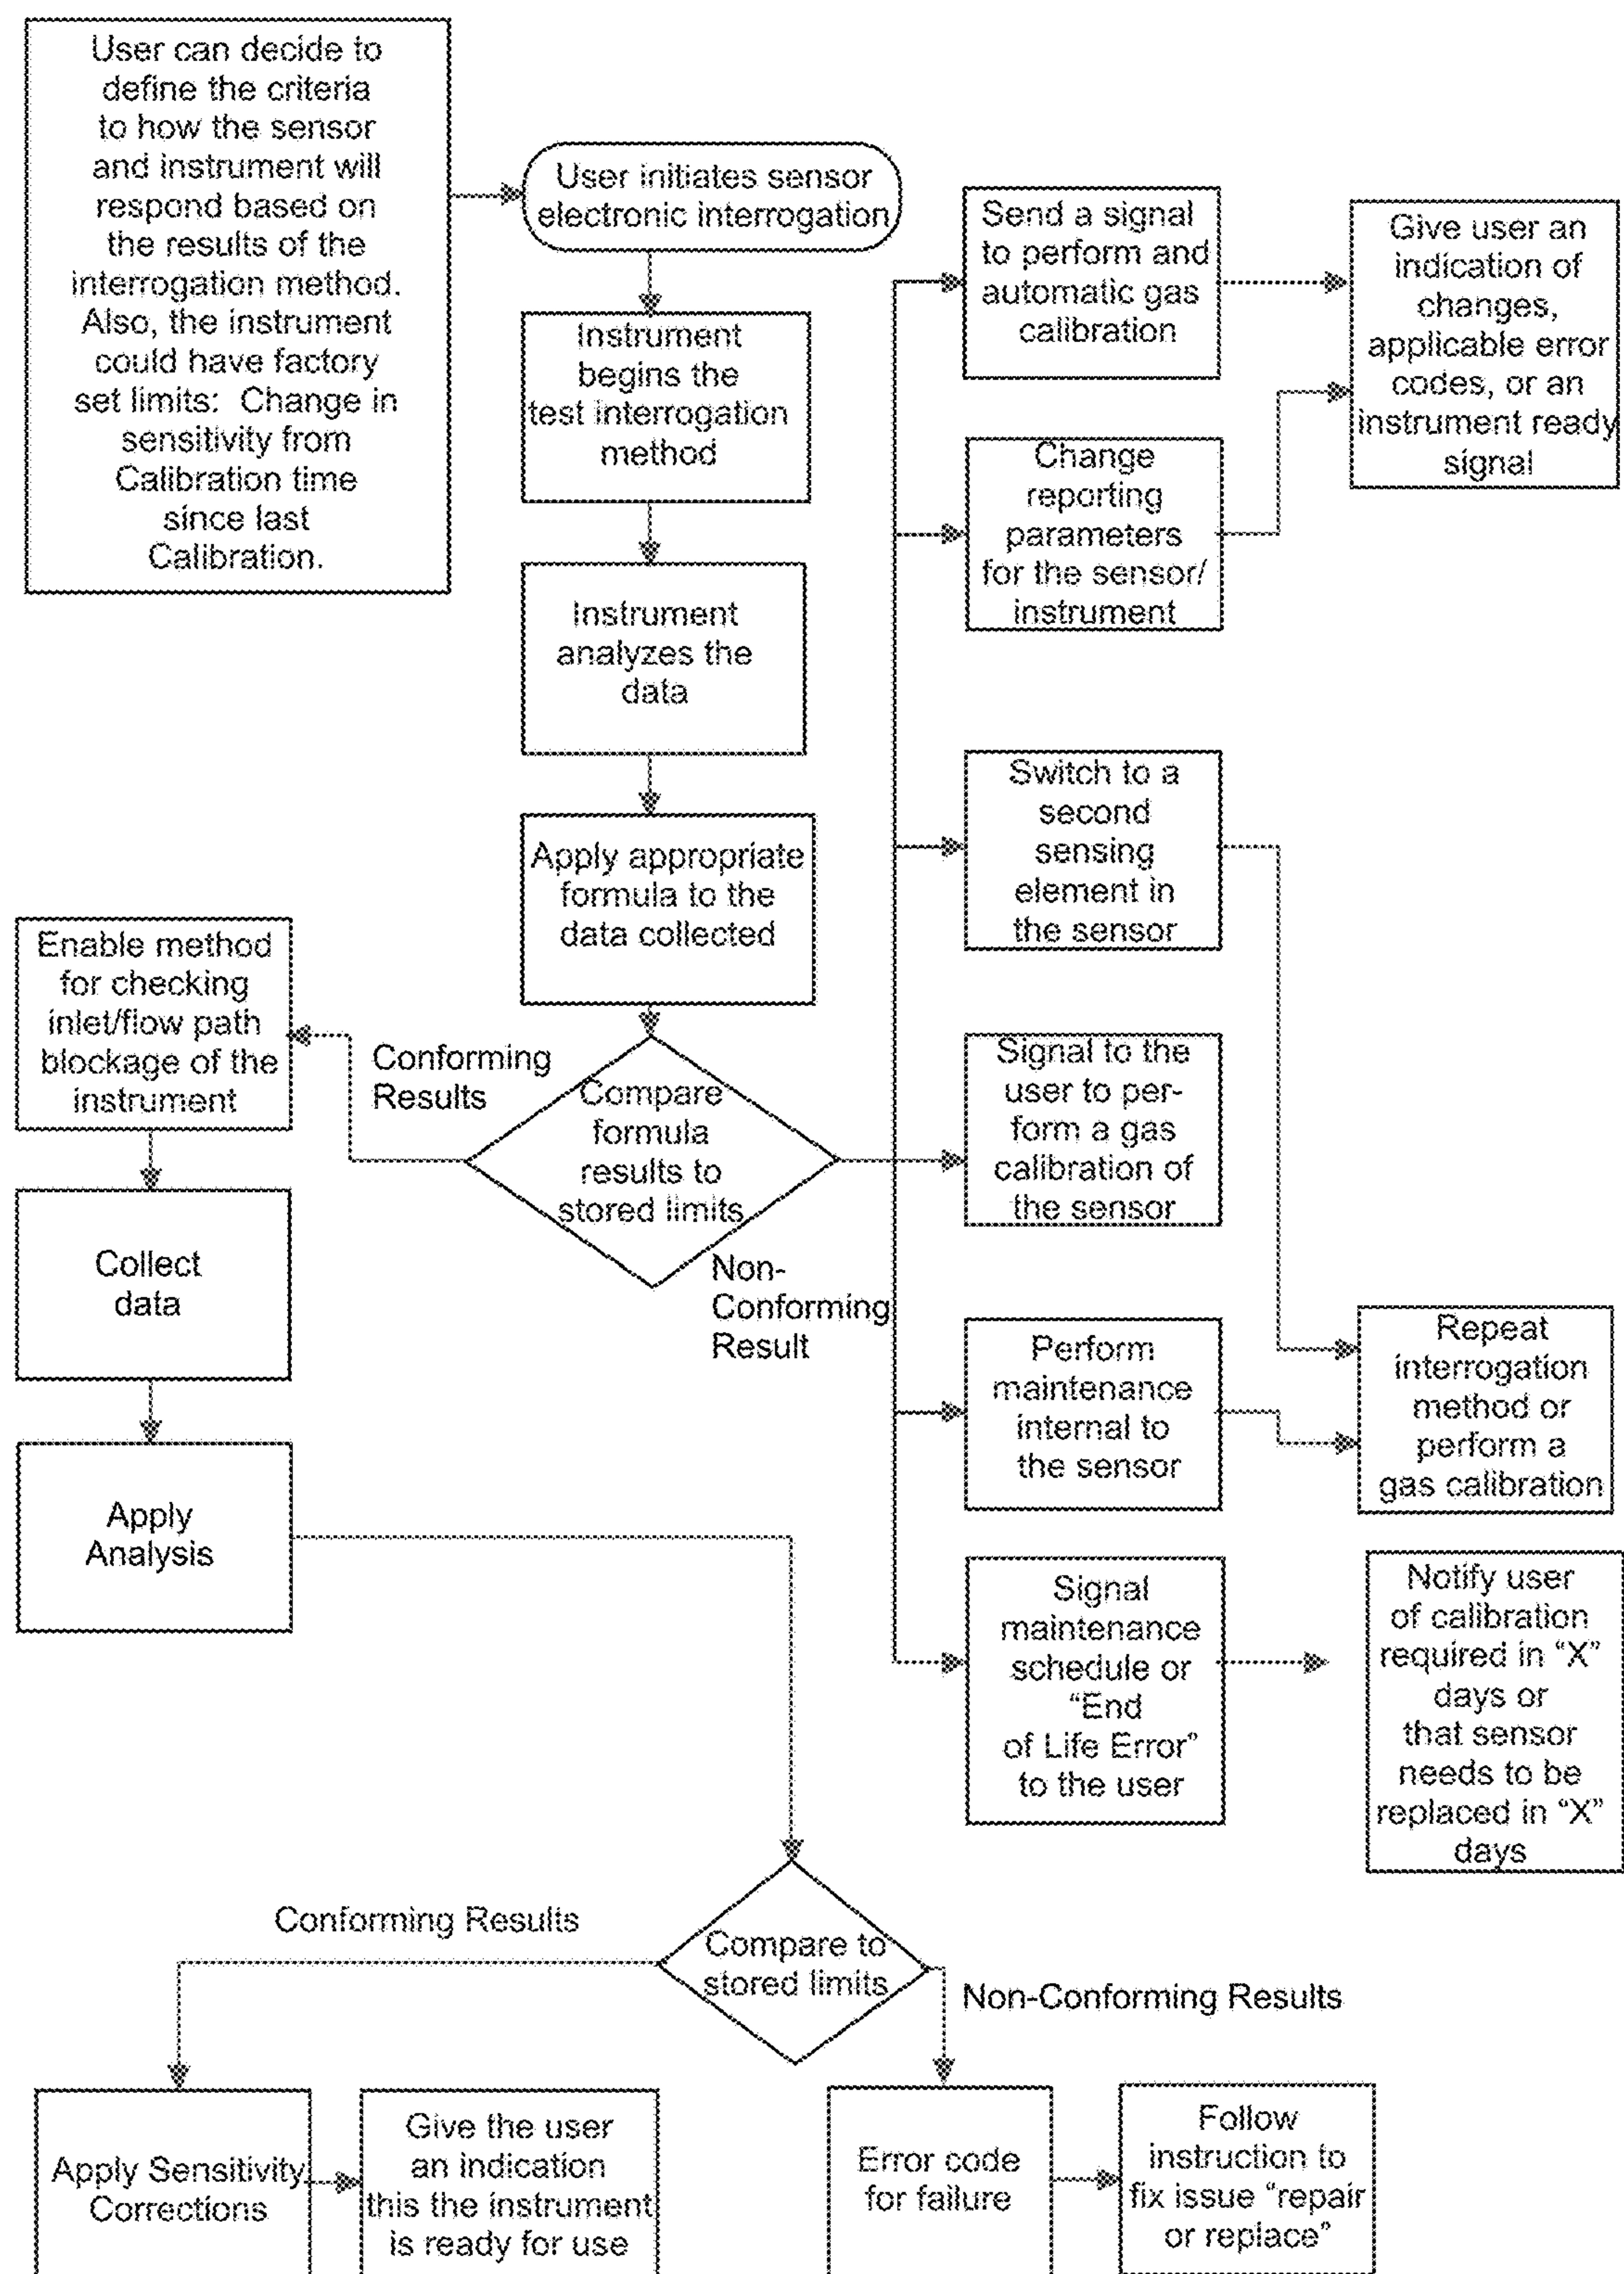 User can decide to
define the criteria
to how the sensor
and instrument will
respond based on
the results of the
interrogation method.
Also, the instrument
could have factory
set limits: Change in
sensitivity from
Calibration time
since last
Calibration.
User initiates sensor
electronic interrogation
Instrument
begins the
test interrogation
method
Instrument
analyzes the
data
Apply appropriate
formula to the
data collected
Compare
formula
results to
stored limits
Conforming
Results
Non-
Conforming
Result
Enable method
for checking
inlet/flow path
blockage of the
instrument
Collect
data
Apply
Analysis
Send a signal
to perform and
automatic gas
calibration
Change
reporting
parameters
for the sensor/
instrument
Give user an
indication of
changes,
applicable error
codes, or an
instrument ready
signal
Switch to a
second
sensing
element in
the sensor
Signal to the
user to per-
form a gas
calibration of
the sensor
Perform
maintenance
internal to
the sensor
Repeat
interrogation
method or
perform a
gas calibration
Signal
maintenance
schedule or
“End
of Life Error”
to the user
Notify user
of calibration
required in “X”
days or
that sensor
needs to be
replaced in “X”
days
Compare to
stored limits
Conforming Results
Non-Conforming Results
Apply Sensitivity
Corrections
Give the user
an indication
this the instrument
is ready for use
Error code
for failure
Follow
instruction to
fix issue “repair
or replace”